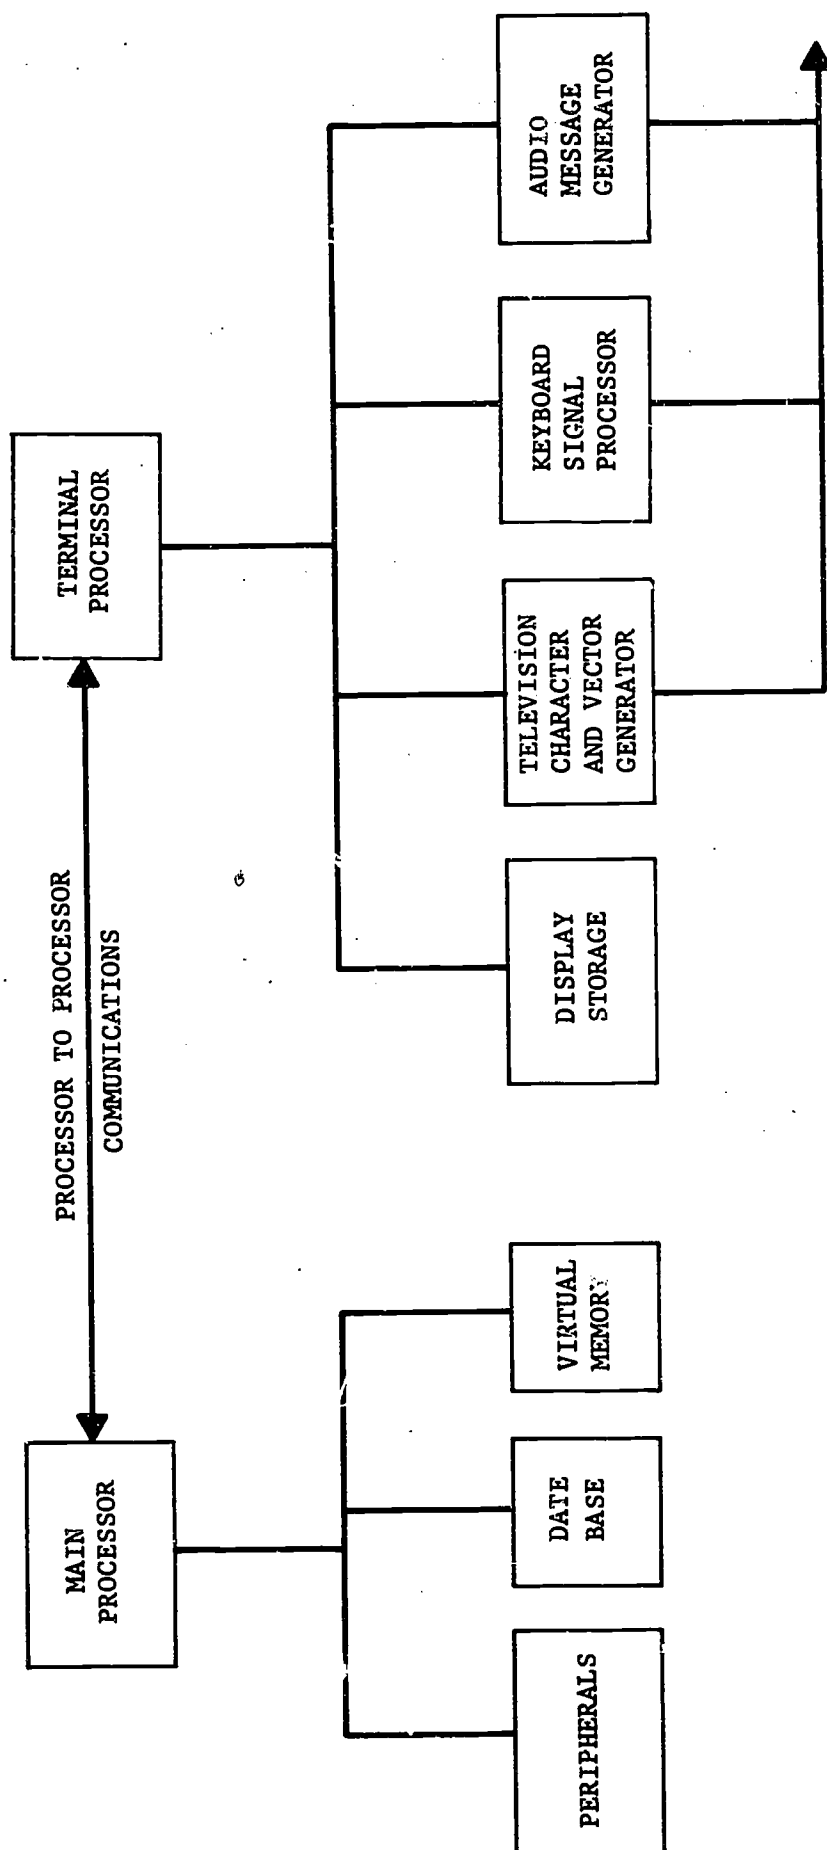 PROCESSOR TO PROCESSOR
COMMUNICATIONS
MAIN
PROCESSOR
TERMINAL
PROCESSOR
PERIPHERALS
DATE
BASE
VIRTUAL
MEMORY
DISPLAY
STORAGE
TELEVISION
CHARACTER
AND VECTOR
GENERATOR
KEYBOARD
SIGNAL
PROCESSOR
AUDIO
MESSAGE
GENERATOR